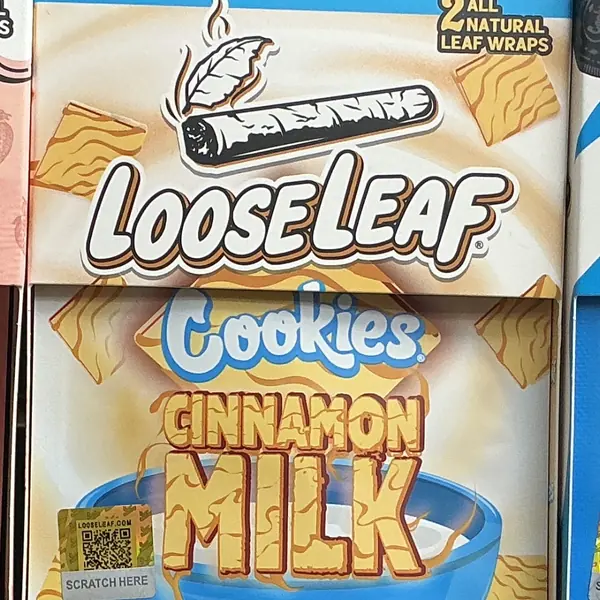 2 ALL
NATURAL
LEAF WRAPS
LOOSELEAF®
Cookies®
CINNAMON
MILK
LOOSELEAF.COM
SCRATCH HERE